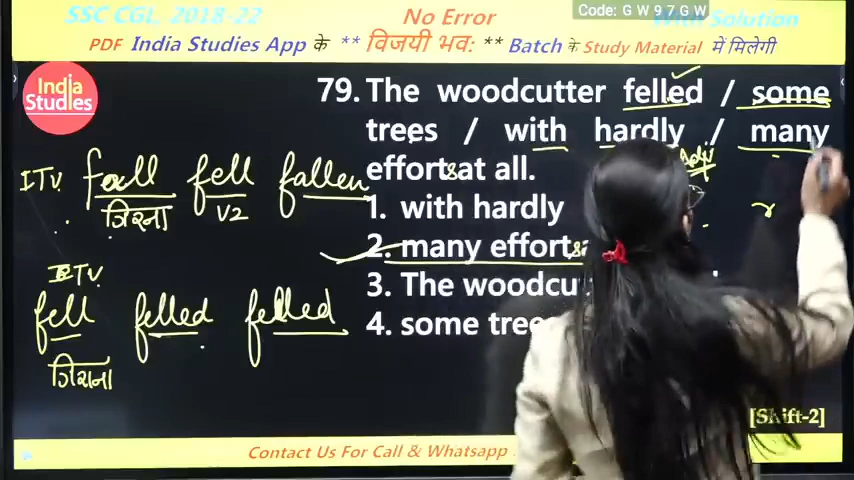 SSC CGL 2018-22
No Error
Code: G W 9 7 G W
With Solution
PDF India Studies App के ** विजयी भव: ** Batch के Study Material में मिलेगी
India
Studies
79. The woodcutter felled / some
trees / with hardly / many
effortsat all.
Adv
1. with hardly
2. many efforts
3. The woodcu
4. some tree
ITV fall fell fallen
गिरना V2
TV
fell felled felled
गिराना
[Shift-2]
Contact Us For Call & Whatsapp